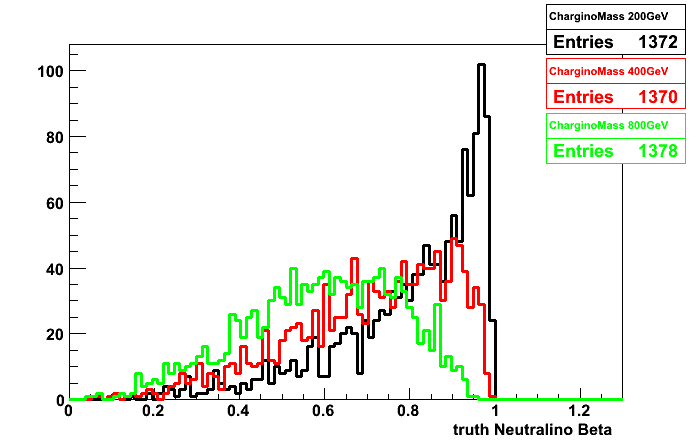 CharginoMass 200GeV
Entries 1372
CharginoMass 400GeV
Entries 1370
CharginoMass 800GeV
Entries 1378
100
80
60
40
20
0
0 0.2 0.4 0.6 0.8 1 1.2
truth Neutralino Beta